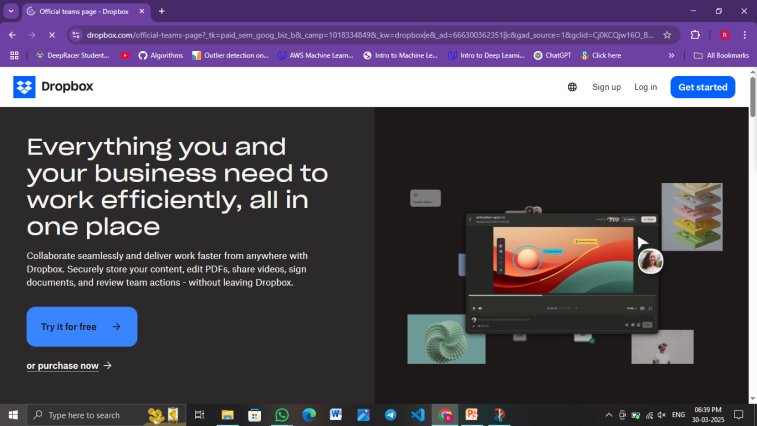 Official teams page - Dropbox
dropbox.com/official-teams-page?_tk=paid_sem_goog_biz_b&_camp=1018334849&_kw=dropbox|e&_ad=666300362351||c&gad_source=1&gclid=Cj0KCQjw16O_B...
R
DeepRacer Student...
Algorithms
Outlier detection on...
AWS Machine Learn...
Intro to Machine Le...
Intro to Deep Learni...
ChatGPT
Click here
All Bookmarks
Dropbox
Sign up
Log in
Get started
Everything you and
your business need to
work efficiently, all in
one place
Collaborate seamlessly and deliver work faster from anywhere with
Dropbox. Securely store your content, edit PDFs, share videos, sign
documents, and review team actions - without leaving Dropbox.
Try it for free
or purchase now
Type here to search
ENG
06:39 PM
30-03-2025